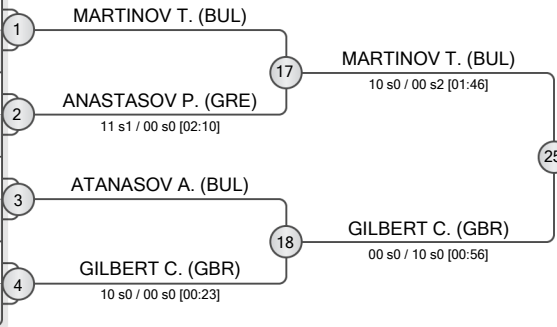 1
MARTINOV T. (BUL)
17
MARTINOV T. (BUL)
10 s0 / 00 s2 [01:46]
2
ANASTASOV P. (GRE)
11 s1 / 00 s0 [02:10]
25
3
ATANASOV A. (BUL)
18
GILBERT C. (GBR)
00 s0 / 10 s0 [00:56]
4
GILBERT C. (GBR)
10 s0 / 00 s0 [00:23]